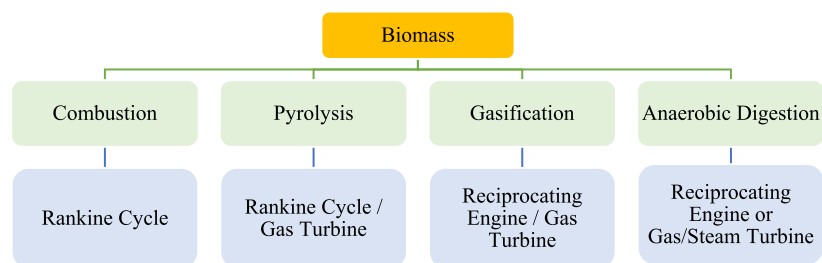 Biomass
Combustion
Pyrolysis
Gasification
Anaerobic Digestion
Rankine Cycle
Rankine Cycle /
Gas Turbine
Reciprocating
Engine / Gas
Turbine
Reciprocating
Engine or
Gas/Steam Turbine